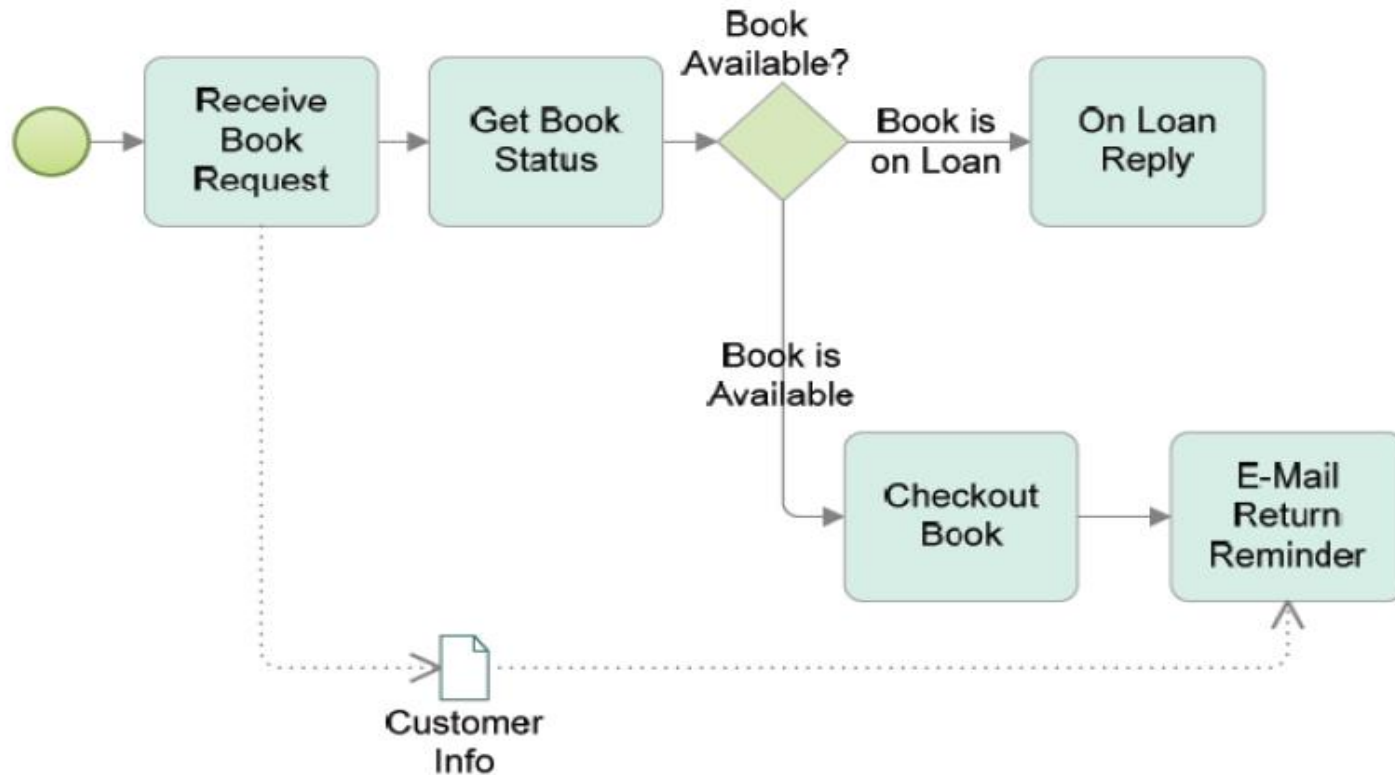 Book
Available?
Receive
Book
Request
Get Book
Status
Book is
on Loan
On Loan
Reply
Book is
Available
Checkout
Book
E-Mail
Return
Reminder
Customer
Info